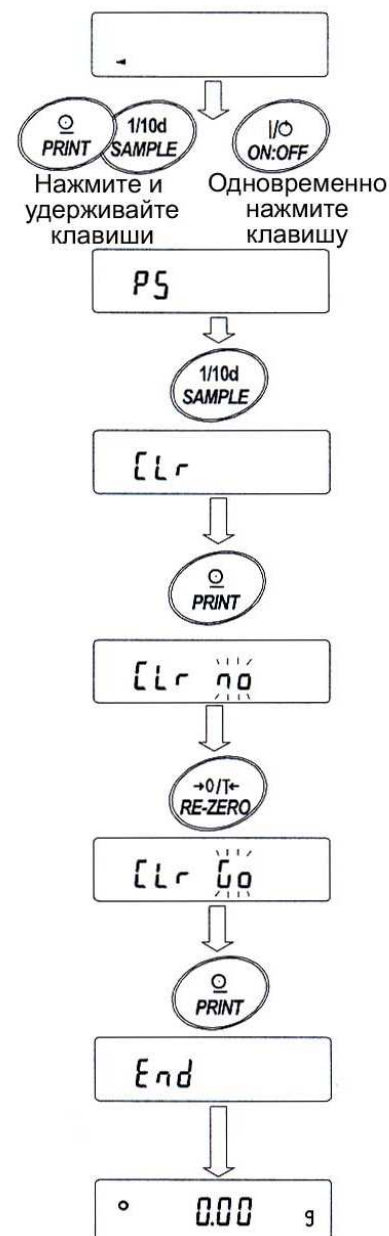 PRINT
1/10d
SAMPLE
ON:OFF
Нажмите и
удерживайте
клавиши
Одновременно
нажмите
клавишу
PS
1/10d
SAMPLE
CLr
PRINT
CLr no
→0/T←
RE-ZERO
CLr Go
PRINT
End
0.00 g